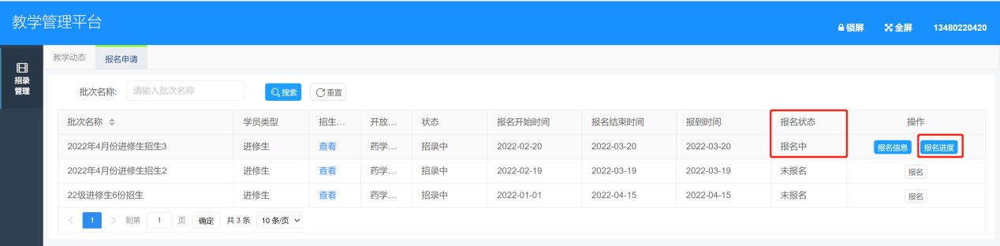 教学管理平台
锁屏 全屏 13480220420
招录管理
教学动态 报名申请
批次名称: 请输入批次名称 搜索 重置
批次名称 学员类型 招生... 开放... 状态 报名开始时间 报名结束时间 报到时间 报名状态 操作
2022年4月份进修生招生3 进修生 查看 药学... 招录中 2022-02-20 2022-03-20 2022-03-20 报名中 报名信息 报名进度
2022年4月份进修生招生2 进修生 查看 药学... 招录中 2022-02-19 2022-03-19 2022-03-19 未报名 报名
22级进修生6份招生 进修生 查看 药学... 招录中 2022-01-01 2022-04-15 2022-04-15 未报名 报名
1 到第 1 页 确定 共 3 条 10 条/页